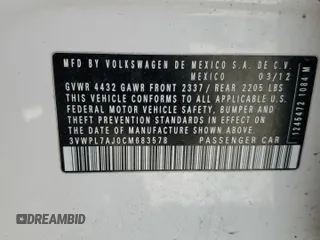 MFD BY VOLKSWAGEN DE MEXICO S.A. DE C.V.
MEXICO 03/12
GVWR 4432 GAWR FRONT 2337/ REAR 2205 LBS
THIS VEHICLE CONFORMS TO ALL APPLICABLE
FEDERAL MOTOR VEHICLE SAFETY, BUMPER AND
THEFT PREVENTION STANDARDS IN EFFECT ON THE
DATE OF MANUFACTURE SHOWN ABOVE
3VWPL7AJ0CM683578 PASSENGER CAR
1245472 1084 M
DREAMBID